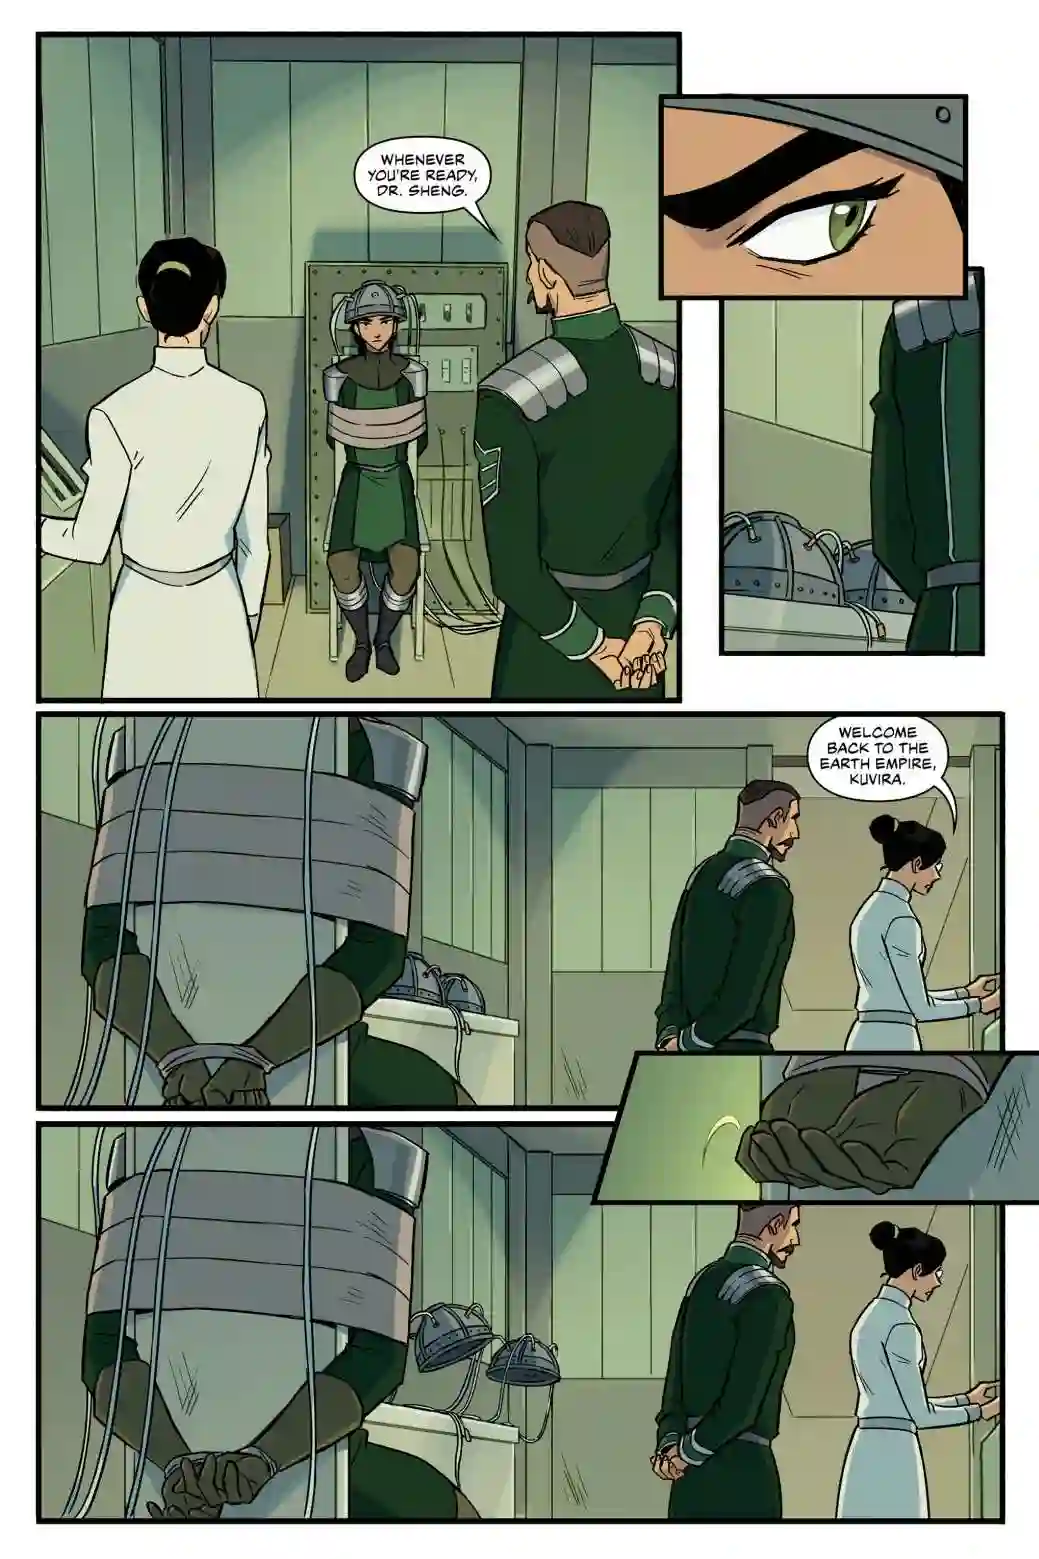 WHENEVER
YOU'RE READY,
DR. SHENG.
WELCOME
BACK TO THE
EARTH EMPIRE,
KUVIRA.